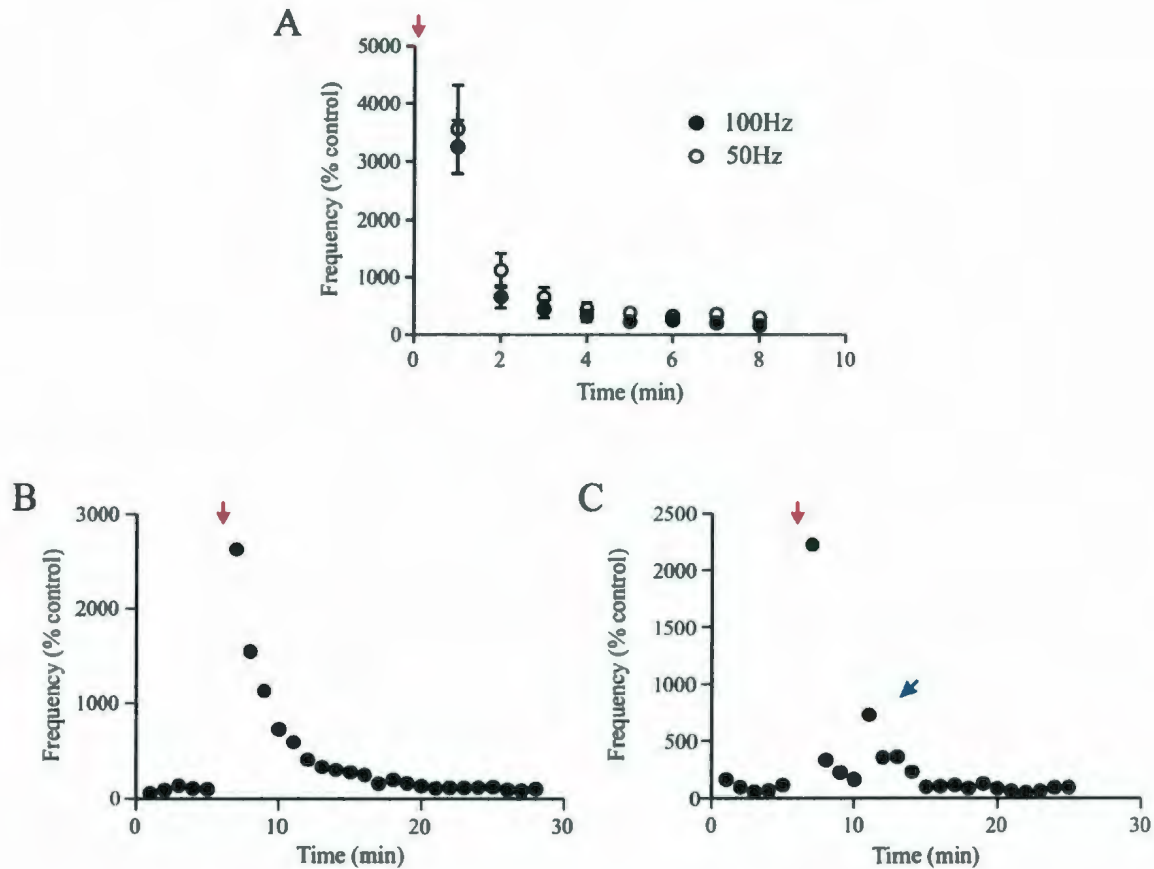 A
Frequency (% control)
5000
4000
3000
2000
1000
0
100Hz
50Hz
0 2 4 6 8 10
Time (min)
B
Frequency (% control)
3000
2000
1000
0
0 10 20 30
Time (min)
C
Frequency (% control)
2500
2000
1500
1000
500
0
0 10 20 30
Time (min)